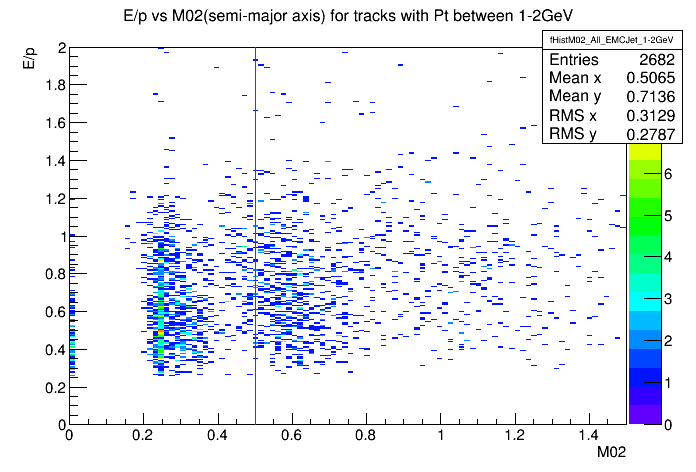 E/p vs M02(semi-major axis) for tracks with Pt between 1-2GeV
fHistM02_All_EMCJet_1-2GeV
Entries 2682
Mean x 0.5065
Mean y 0.7136
RMS x 0.3129
RMS y 0.2787
E/p
2
1.8
1.6
1.4
1.2
1
0.8
0.6
0.4
0.2
0
0 0.2 0.4 0.6 0.8 1 1.2 1.4
M02
6
5
4
3
2
1
0